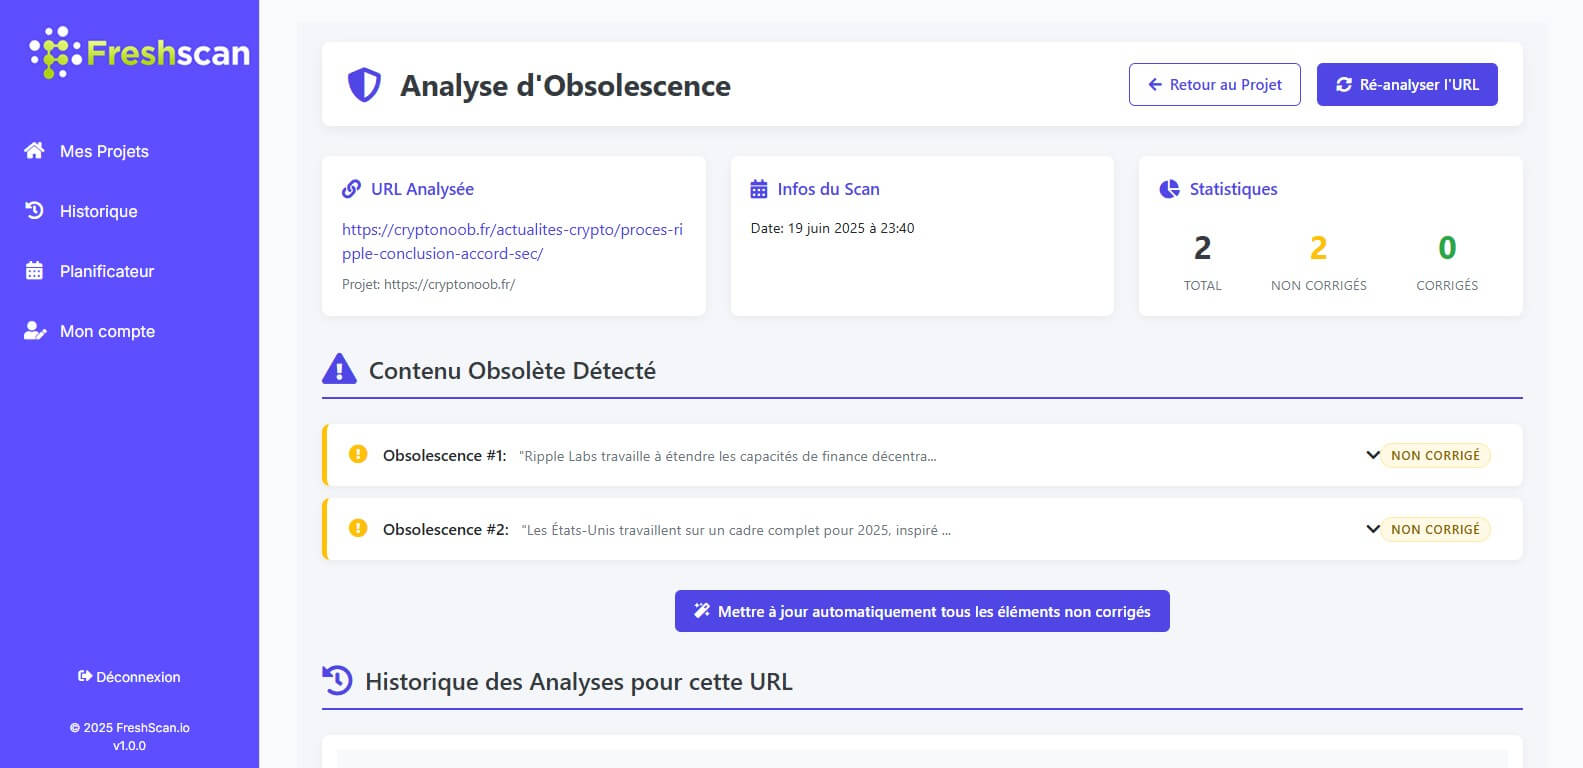 Freshscan
Mes Projets
Historique
Planificateur
Mon compte
Déconnexion
© 2025 FreshScan.io
v1.0.0
Analyse d'Obsolescence
Retour au Projet
Ré-analyser l'URL
URL Analysée
https://cryptonoob.fr/actualites-crypto/proces-ri
pple-conclusion-accord-sec/
Projet: https://cryptonoob.fr/
Infos du Scan
Date: 19 juin 2025 à 23:40
Statistiques
2
TOTAL
2
NON CORRIGÉS
0
CORRIGÉS
Contenu Obsolète Détecté
Obsolescence #1: "Ripple Labs travaille à étendre les capacités de finance décentra... NON CORRIGÉ
Obsolescence #2: "Les États-Unis travaillent sur un cadre complet pour 2025, inspiré ... NON CORRIGÉ
Mettre à jour automatiquement tous les éléments non corrigés
Historique des Analyses pour cette URL